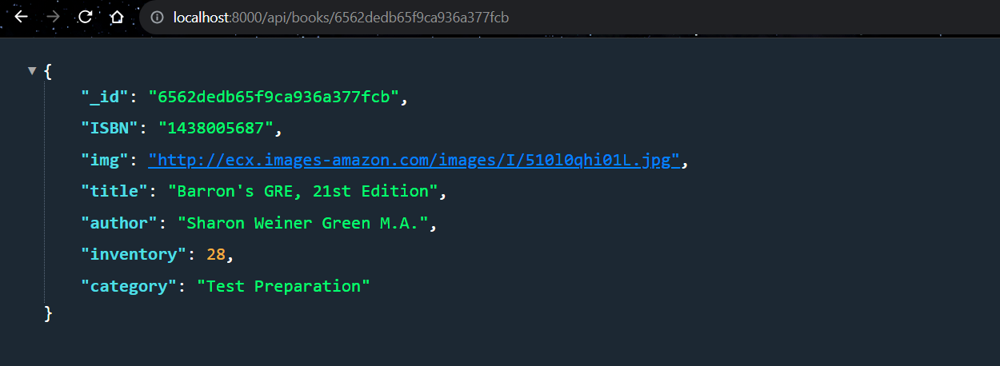 localhost:8000/api/books/6562dedb65f9ca936a377fcb
{
"_id": "6562dedb65f9ca936a377fcb",
"ISBN": "1438005687",
"img": "http://ecx.images-amazon.com/images/I/510l0qhi01L.jpg",
"title": "Barron's GRE, 21st Edition",
"author": "Sharon Weiner Green M.A.",
"inventory": 28,
"category": "Test Preparation"
}